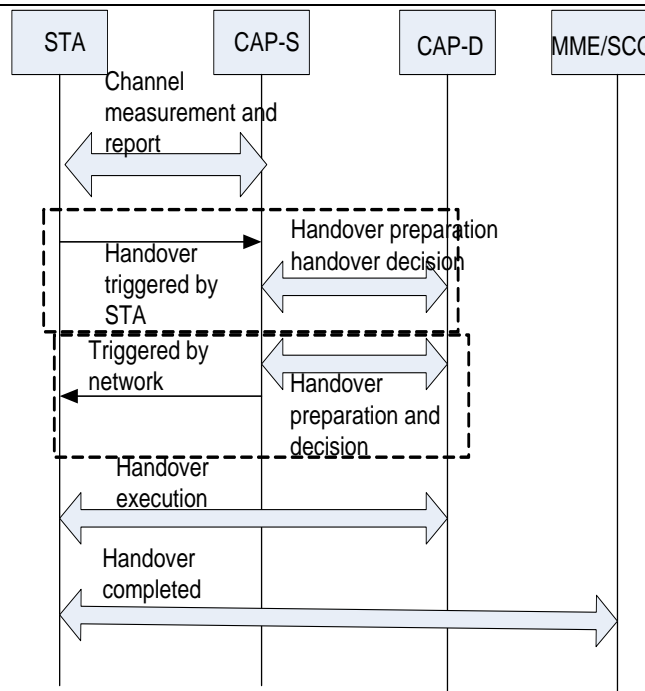 STA
CAP-S
CAP-D
MME/SCC
Channel
measurement and
report
Handover preparation
handover decision
Handover
triggered by
STA
Triggered by
network
Handover
preparation and
decision
Handover
execution
Handover
completed